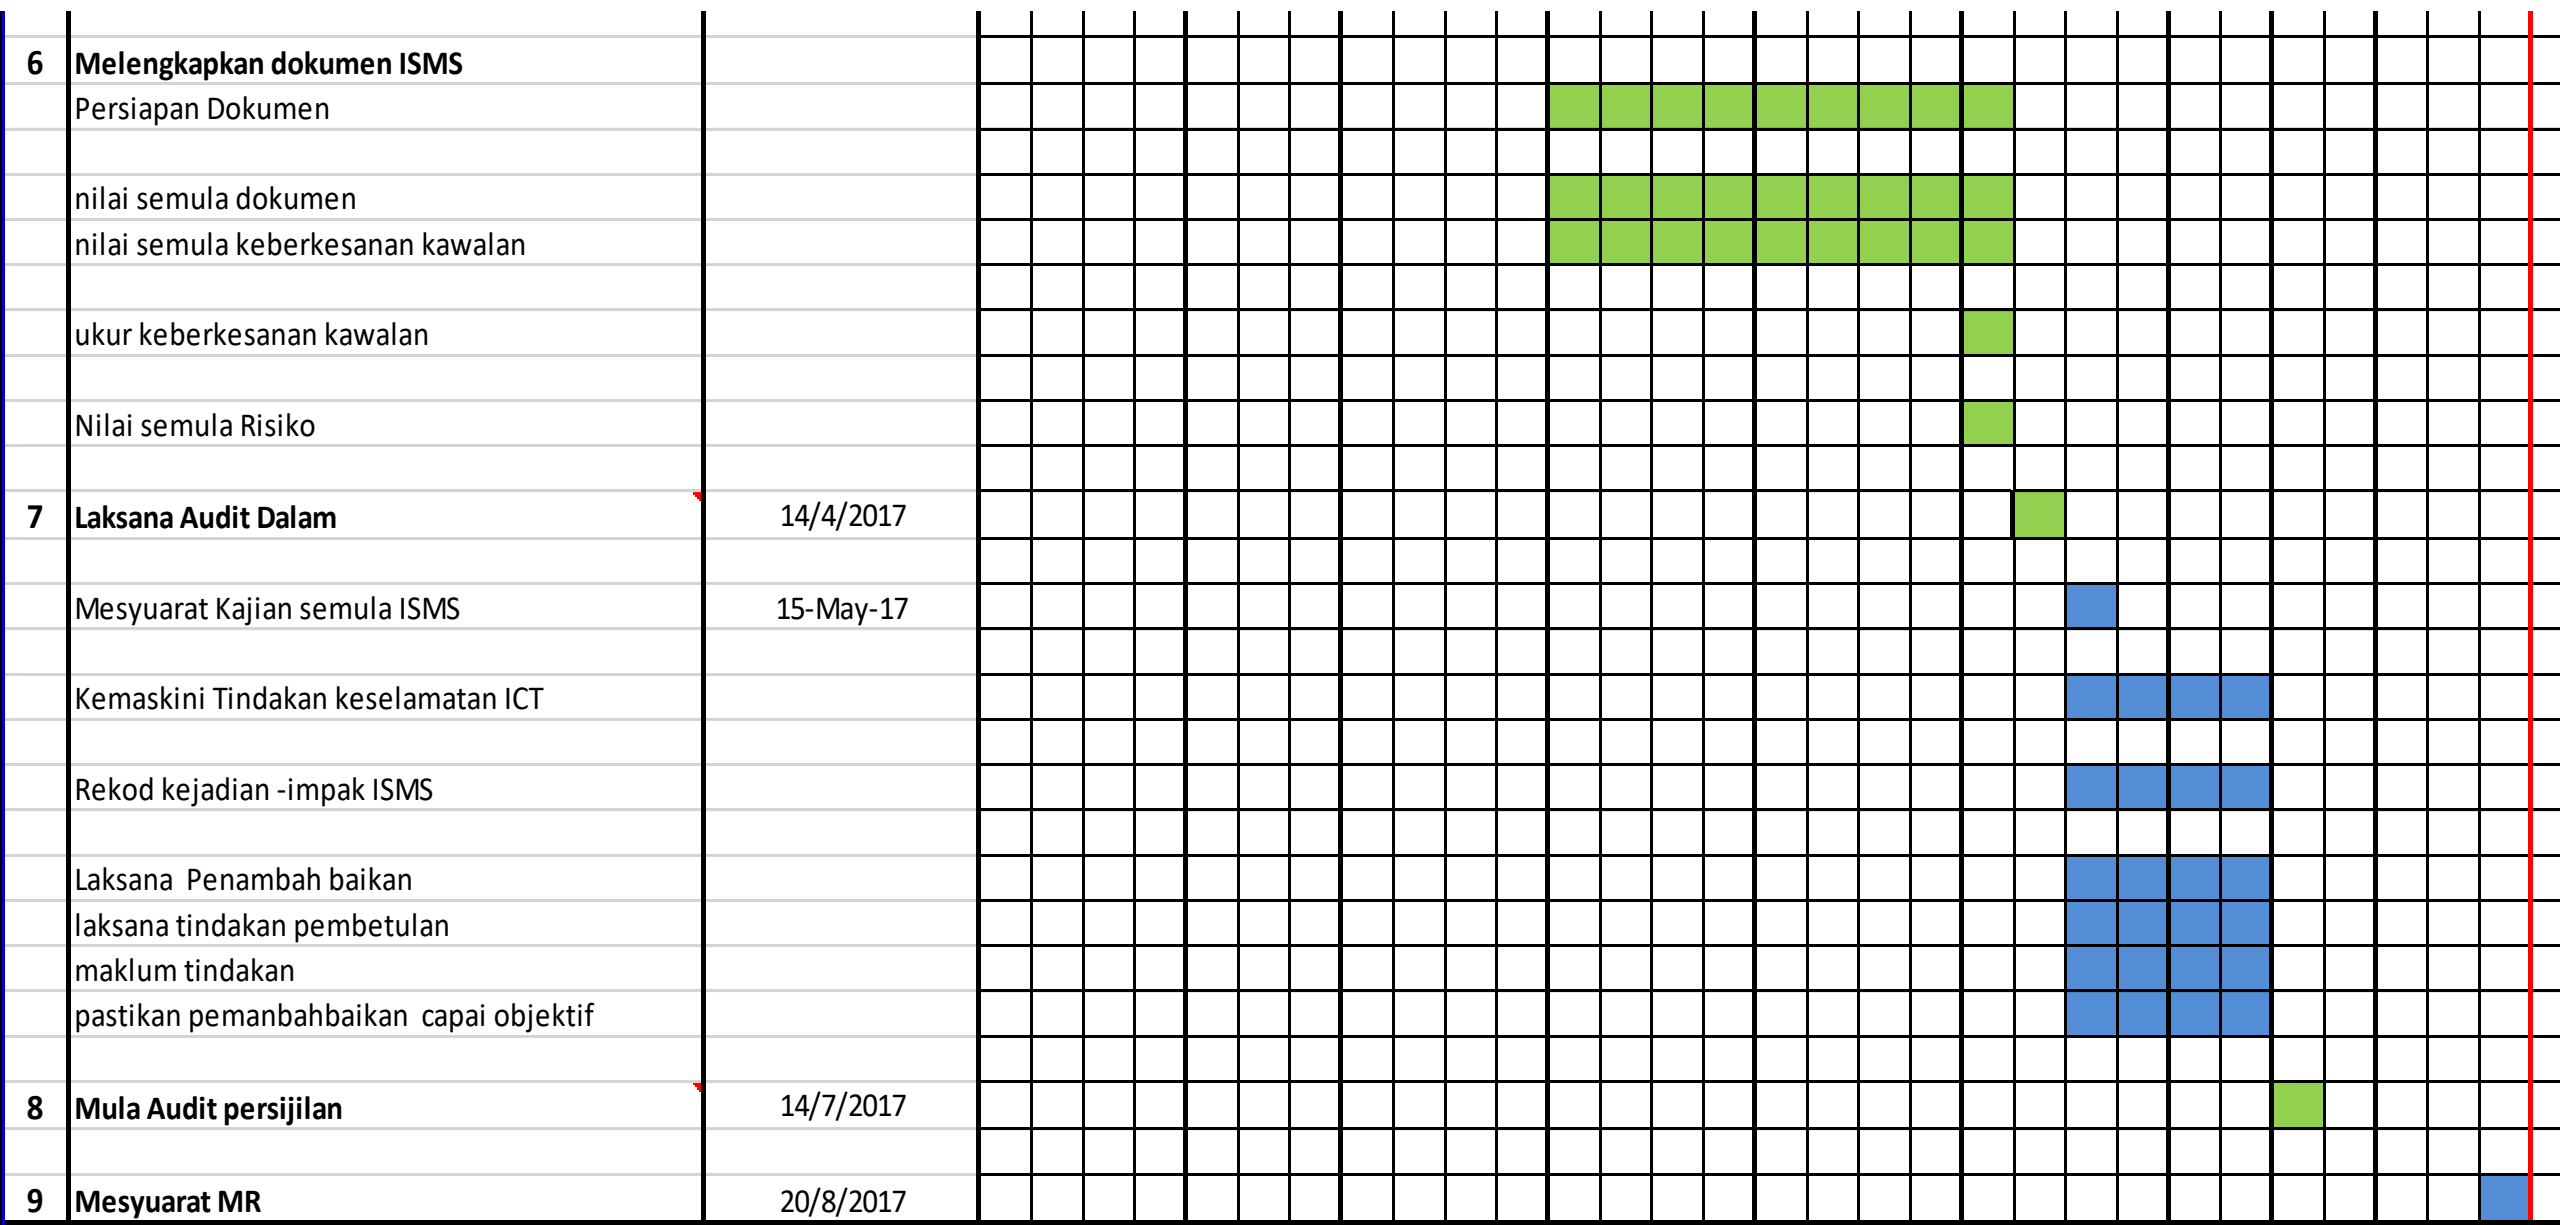 6 Melengkapkan dokumen ISMS
Persiapan Dokumen
nilai semula dokumen
nilai semula keberkesanan kawalan
ukur keberkesanan kawalan
Nilai semula Risiko
7 Laksana Audit Dalam 14/4/2017
Mesyuarat Kajian semula ISMS 15-May-17
Kemaskini Tindakan keselamatan ICT
Rekod kejadian -impak ISMS
Laksana Penambah baikan
laksana tindakan pembetulan
maklum tindakan
pastikan pemanbahbaikan capai objektif
8 Mula Audit persijilan 14/7/2017
9 Mesyuarat MR 20/8/2017